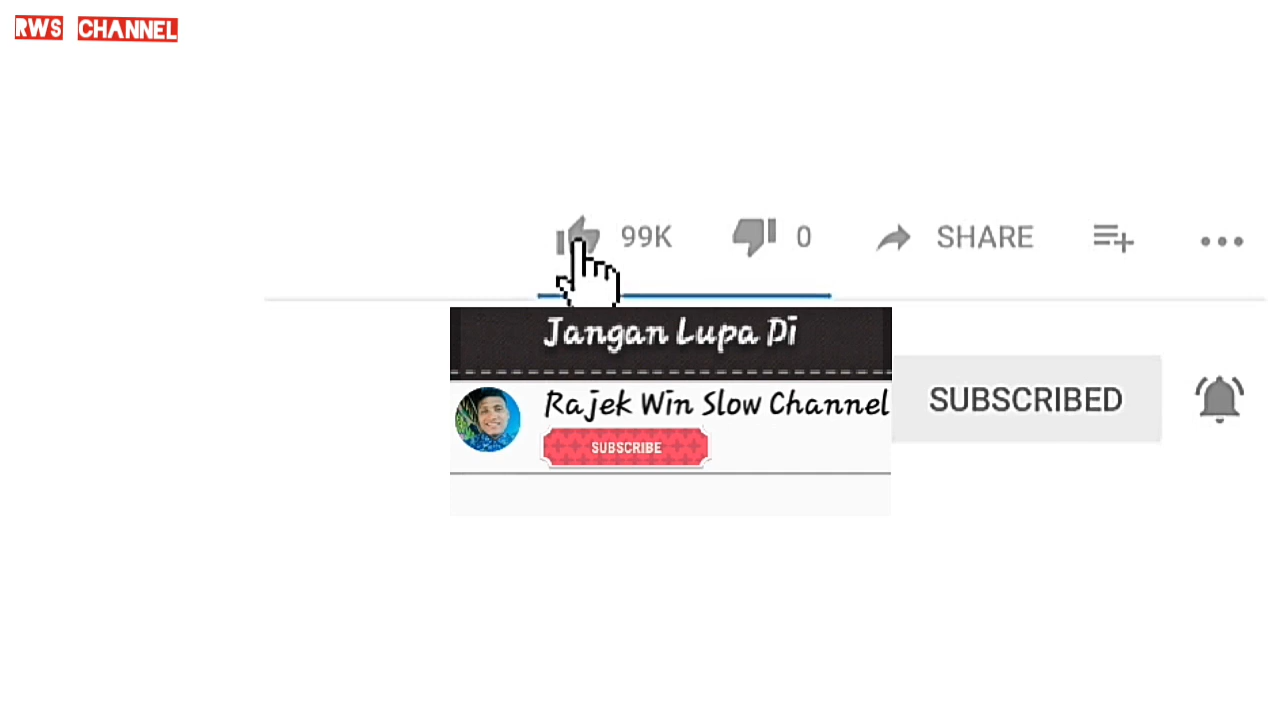 RWS CHANNEL
99K 0 SHARE
Jangan Lupa Di
Rajek Win Slow Channel
SUBSCRIBE
SUBSCRIBED